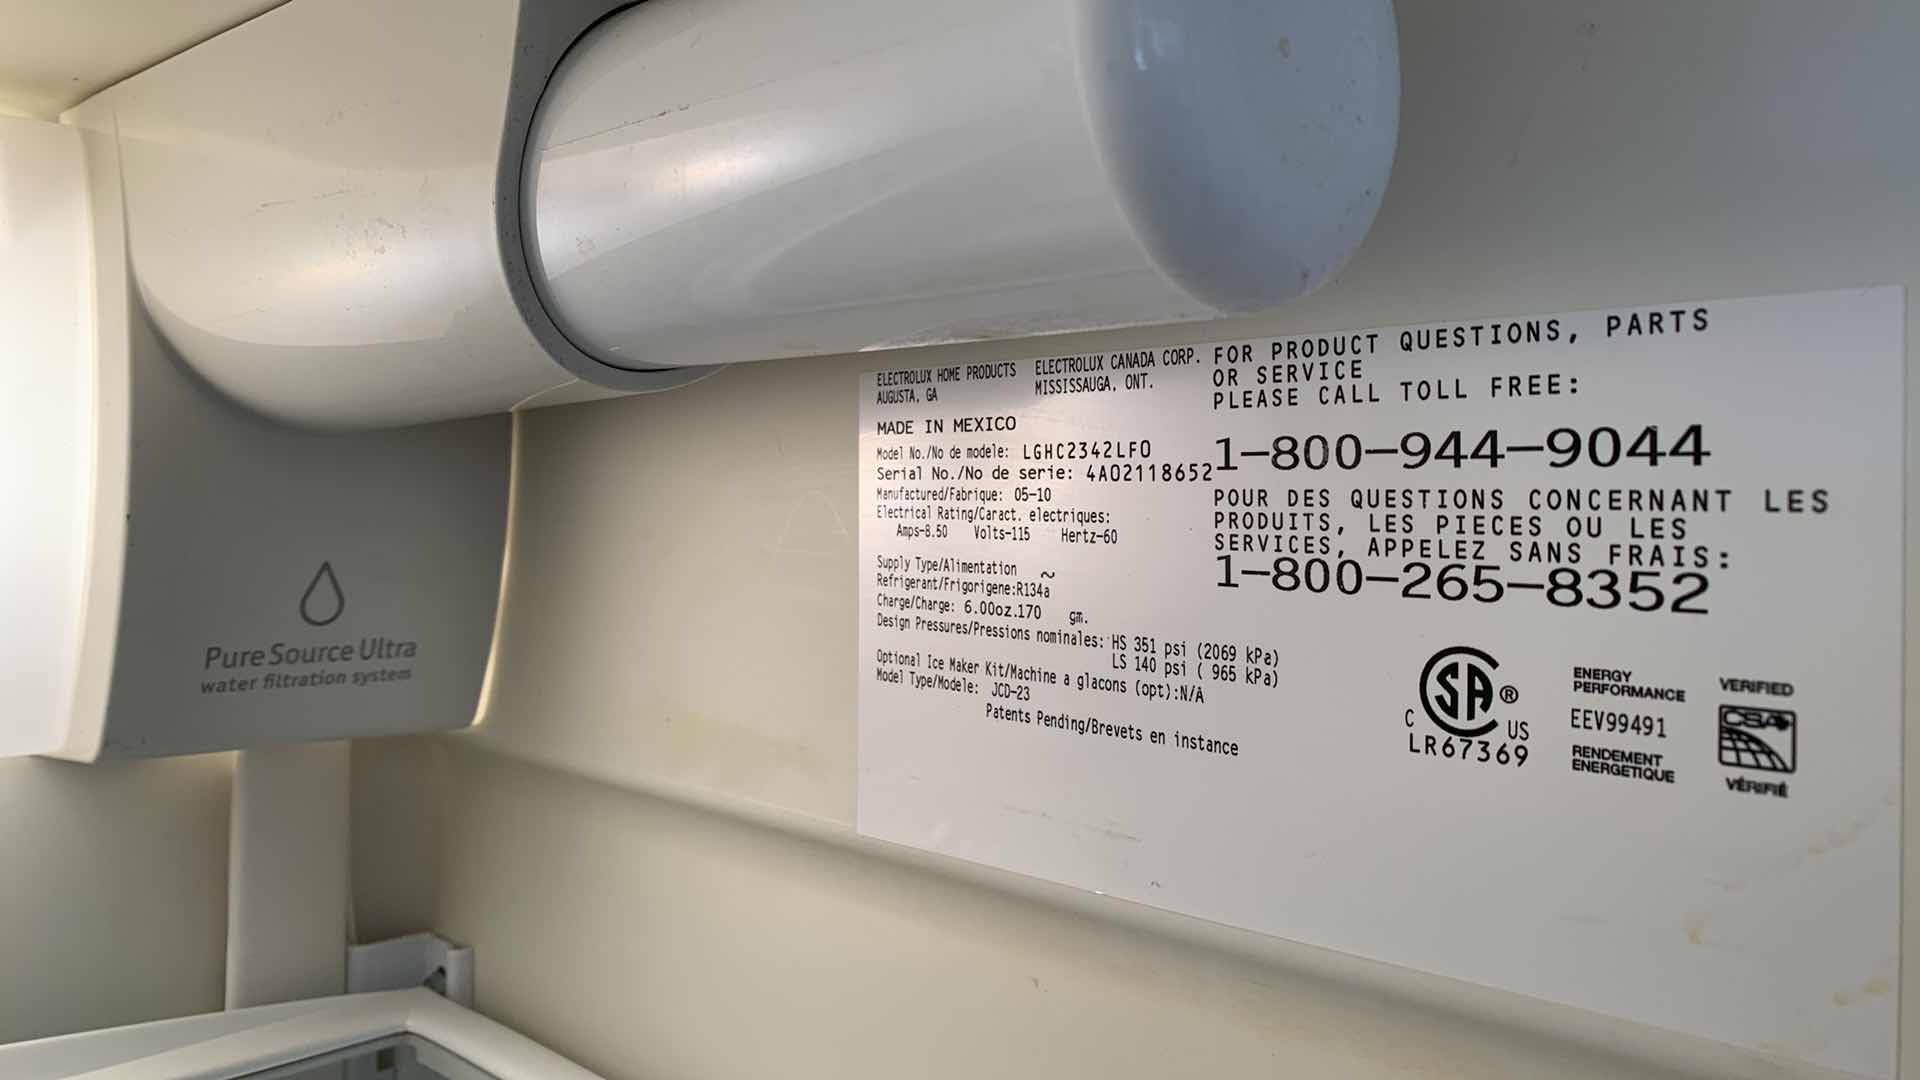 PureSource Ultra
water filtration system
ELECTROLUX HOME PRODUCTS
AUGUSTA, GA
ELECTROLUX CANADA CORP.
MISSISSAUGA, ONT.
MADE IN MEXICO
Model No./No de modele: LGHC2342LF0
Serial No./No de serie: 4A02118652
Manufactured/Fabrique: 05-10
Electrical Rating/Caract. electriques:
Amps-8.50 Volts-115 Hertz-60
Supply Type/Alimentation ~
Refrigerant/Frigorigene:R134a
Charge/Charge: 6.00oz.170 gm.
Design Pressures/Pressions nominales: HS 351 psi (2069 kPa)
LS 140 psi ( 965 kPa)
Optional Ice Maker Kit/Machine a glacons (opt):N/A
Model Type/Modele: JCD-23
Patents Pending/Brevets en instance
FOR PRODUCT QUESTIONS, PARTS
OR SERVICE
PLEASE CALL TOLL FREE:
1-800-944-9044
POUR DES QUESTIONS CONCERNANT LES
PRODUITS, LES PIECES OU LES
SERVICES, APPELEZ SANS FRAIS:
1-800-265-8352
C SA ® US
LR67369
ENERGY
PERFORMANCE
EEV99491
RENDEMENT
ENERGETIQUE
VERIFIED
CSA
VÉRIFIÉ